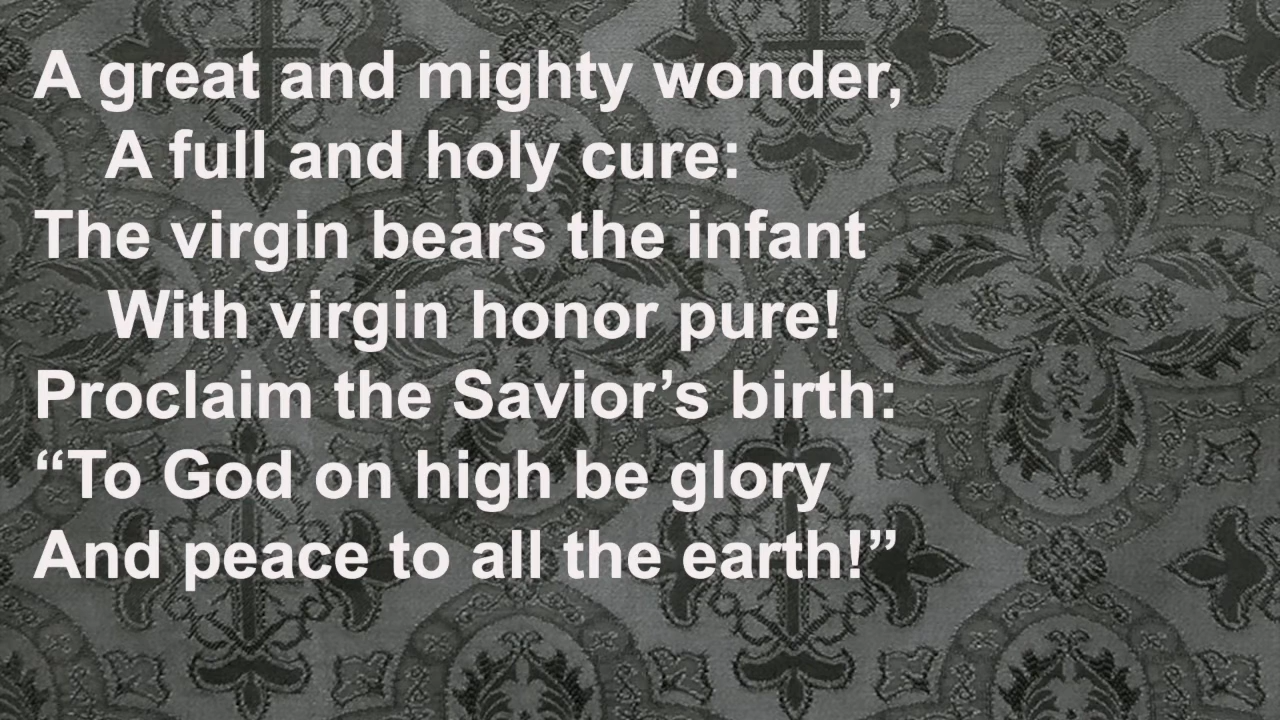 A great and mighty wonder,
A full and holy cure:
The virgin bears the infant
With virgin honor pure!
Proclaim the Savior’s birth:
“To God on high be glory
And peace to all the earth!”